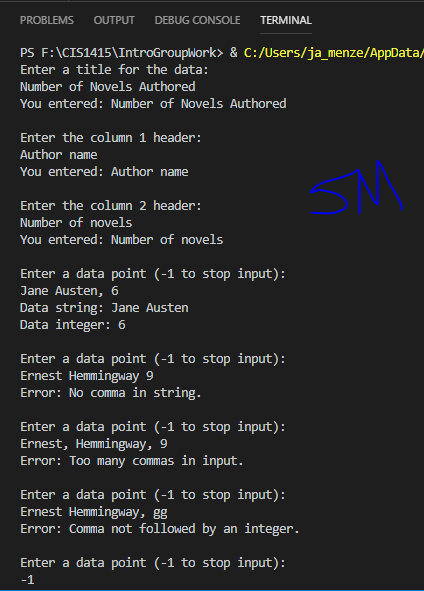 PROBLEMS OUTPUT DEBUG CONSOLE TERMINAL
PS F:\CIS1415\IntroGroupWork> & C:/Users/ja_menze/AppData/
Enter a title for the data:
Number of Novels Authored
You entered: Number of Novels Authored
Enter the column 1 header:
Author name
You entered: Author name
SM
Enter the column 2 header:
Number of novels
You entered: Number of novels
Enter a data point (-1 to stop input):
Jane Austen, 6
Data string: Jane Austen
Data integer: 6
Enter a data point (-1 to stop input):
Ernest Hemmingway 9
Error: No comma in string.
Enter a data point (-1 to stop input):
Ernest, Hemmingway, 9
Error: Too many commas in input.
Enter a data point (-1 to stop input):
Ernest Hemmingway, gg
Error: Comma not followed by an integer.
Enter a data point (-1 to stop input):
-1